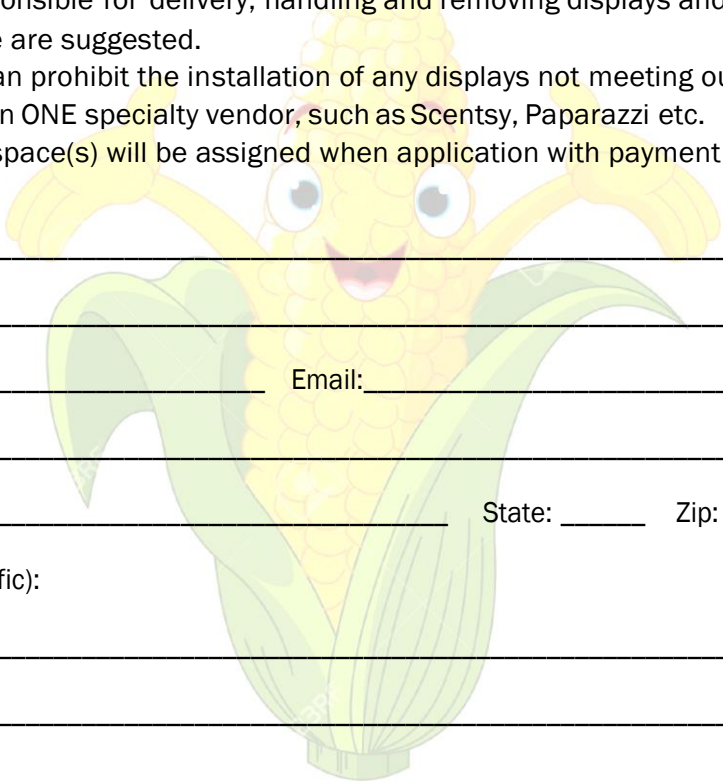 onsible for delivery, handling and removing displays and
e are suggested.
an prohibit the installation of any displays not meeting ou
n ONE specialty vendor, such as Scentsy, Paparazzi etc.
space(s) will be assigned when application with payment
Email:
State: ______ Zip:
fic):